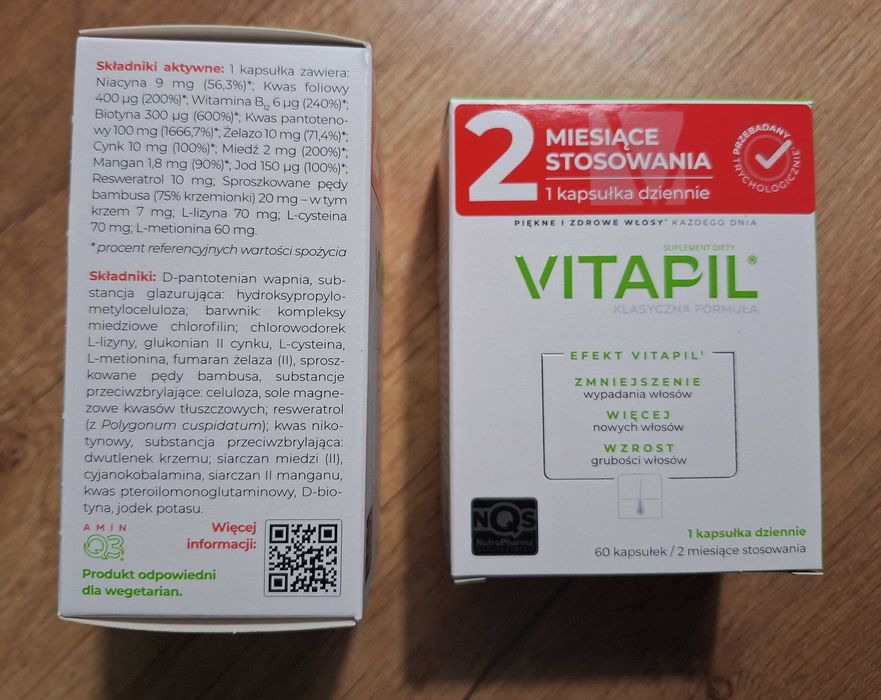 Składniki aktywne: 1 kapsułka zawiera:
Niacyna 9 mg (56,3%)*; Kwas foliowy
400 µg (200%)*; Witamina B12 6 µg (240%)*;
Biotyna 300 µg (600%)*; Kwas pantoteno-
wy 100 mg (1666,7%)*; Żelazo 10 mg (71,4%)*;
Cynk 10 mg (100%)*; Miedź 2 mg (200%)*;
Mangan 1,8 mg (90%)*, Jod 150 µg (100%)*;
Resweratrol 10 mg; Sproszkowane pędy
bambusa (75% krzemionki) 20 mg – w tym
krzem 7 mg; L-lizyna 70 mg; L-cysteina
70 mg; L-metionina 60 mg.
* procent referencyjnych wartości spożycia
Składniki: D-pantotenian wapnia, sub-
stancja glazurująca: hydroksypropylo-
metyloceluloza; barwnik: kompleksy
miedziowe chlorofilin; chlorowodorek
L-lizyny, glukonian II cynku, L-cysteina,
L-metionina, fumaran żelaza (II), sprosz-
kowane pędy bambusa, substancje
przeciwzbrylające: celuloza, sole magne-
zowe kwasów tłuszczowych; resweratrol
(z Polygonum cuspidatum); kwas niko-
tynowy, substancja przeciwzbrylająca:
dwutlenek krzemu; siarczan miedzi (II),
cyjanokobalamina, siarczan II manganu,
kwas pteroilomonoglutaminowy, D-bio-
tyna, jodek potasu.
AMIN
Q3
Więcej
informacji:
Produkt odpowiedni
dla wegetarian.
2 MIESIĄCE
STOSOWANIA
1 kapsułka dziennie
PRZEBADANY
TRYCHOLOGICZNIE
PIĘKNE I ZDROWE WŁOSY¹ KAŻDEGO DNIA
SUPLEMENT DIETY
VITAPIL®
KLASYCZNA FORMUŁA
EFEKT VITAPIL¹
ZMNIEJSZENIE
wypadania włosów
WIĘCEJ
nowych włosów
WZROST
grubości włosów
NQS
NutroPharma
1 kapsułka dziennie
60 kapsułek / 2 miesiące stosowania